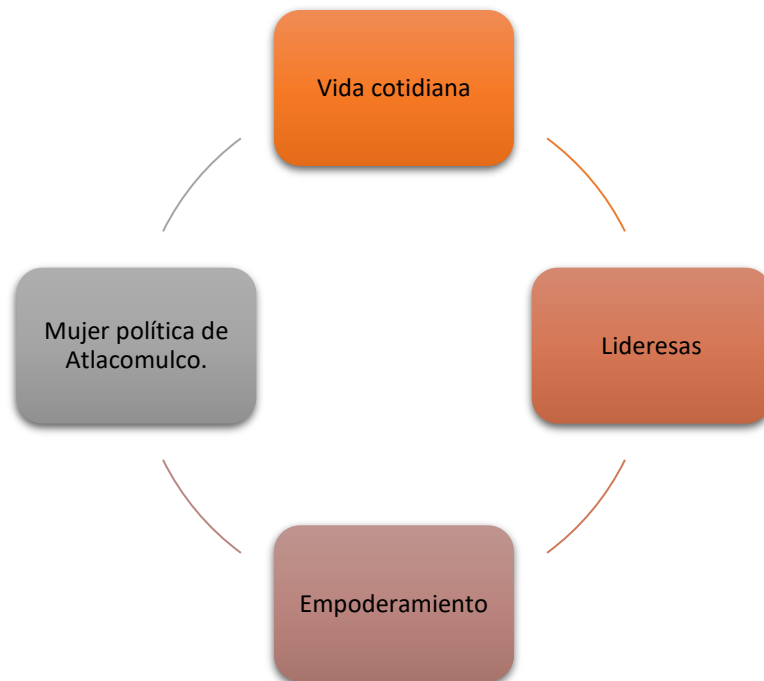 Vida cotidiana
Mujer política de
Atlacomulco.
Lideresas
Empoderamiento